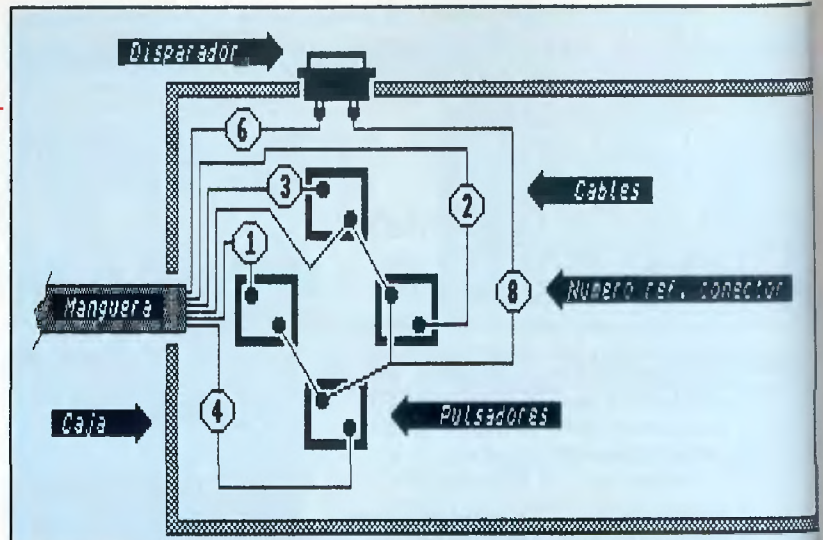 Disparador
6
3
2
Cables
1
8
Manguera
Numero ref. conector
4
Caja
Pulsadores